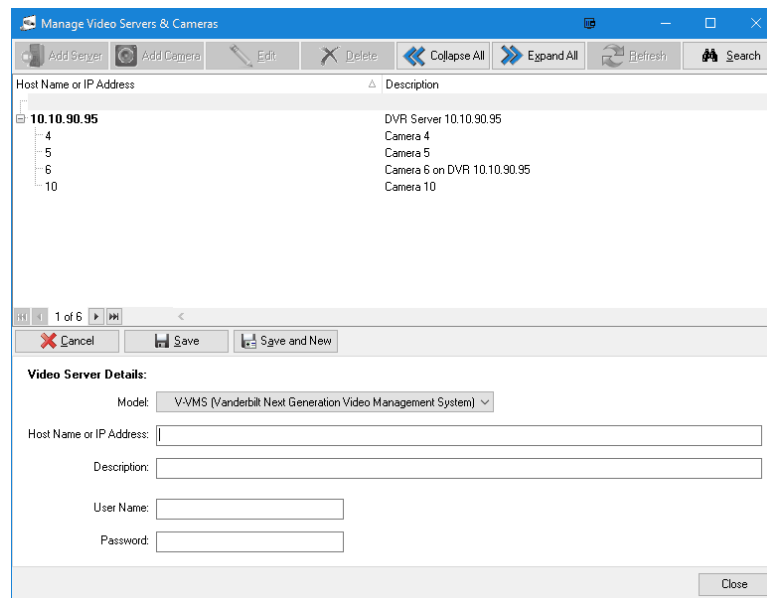 Manage Video Servers & Cameras
Add Server Add Camera Edit Delete Collapse All Expand All Refresh Search
Host Name or IP Address Description
10.10.90.95 DVR Server 10.10.90.95
4 Camera 4
5 Camera 5
6 Camera 6 on DVR 10.10.90.95
10 Camera 10
1 of 6
Cancel Save Save and New
Video Server Details:
Model: V-VMS (Vanderbilt Next Generation Video Management System)
Host Name or IP Address:
Description:
User Name:
Password:
Close